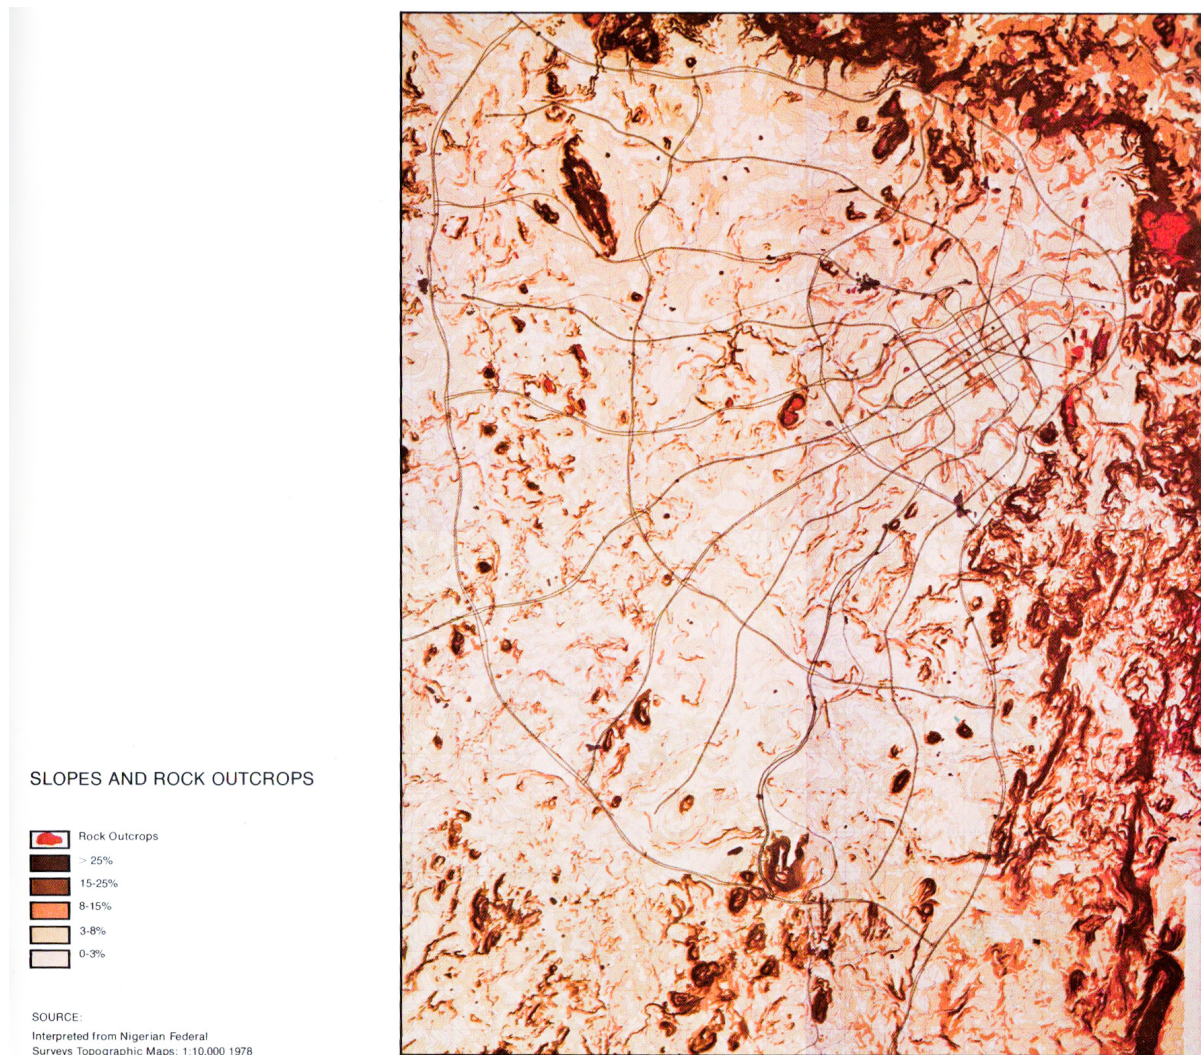 SLOPES AND ROCK OUTCROPS
Rock Outcrops
> 25%
15-25%
8-15%
3-8%
0-3%
SOURCE:
Interpreted from Nigerian Federal
Surveys Topographic Maps: 1:10,000 1978